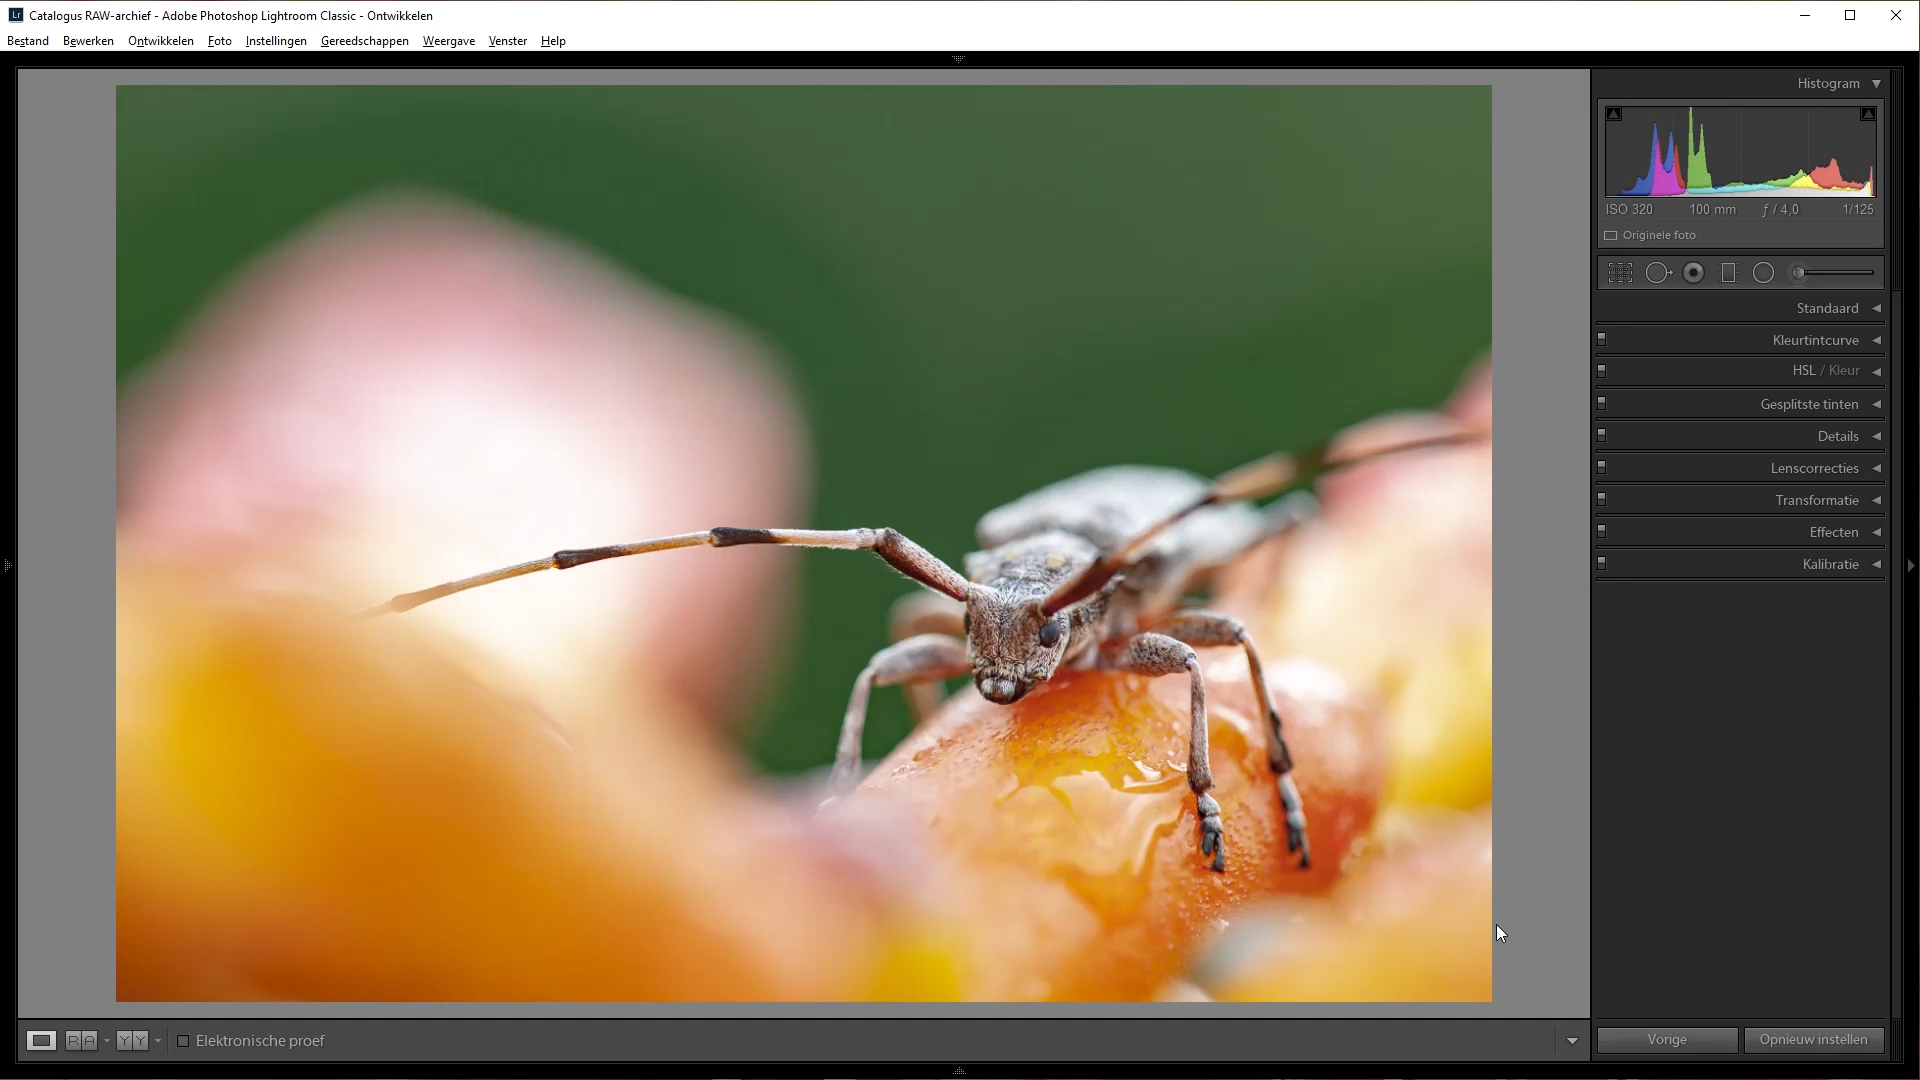 Lr Catalogus RAW-archief - Adobe Photoshop Lightroom Classic - Ontwikkelen
Bestand Bewerken Ontwikkelen Foto Instellingen Gereedschappen Weergave Venster Help
Histogram
ISO 320 100 mm ƒ / 4,0 1/125
Originele foto
Standaard
Kleurtintcurve
HSL / Kleur
Gesplitste tinten
Details
Lenscorrecties
Transformatie
Effecten
Kalibratie
R A Y Y Elektronische proef
Vorige Opnieuw instellen